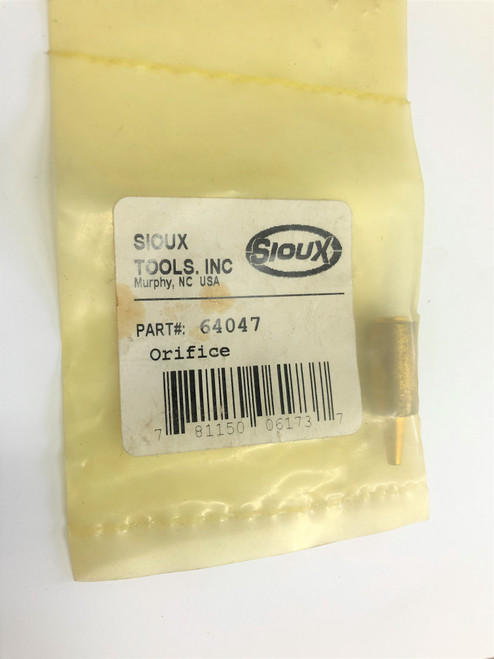 SIOUX
TOOLS, INC
Murphy, NC USA
SIOUX
PART#: 64047
Orifice
7 81150 06173 7